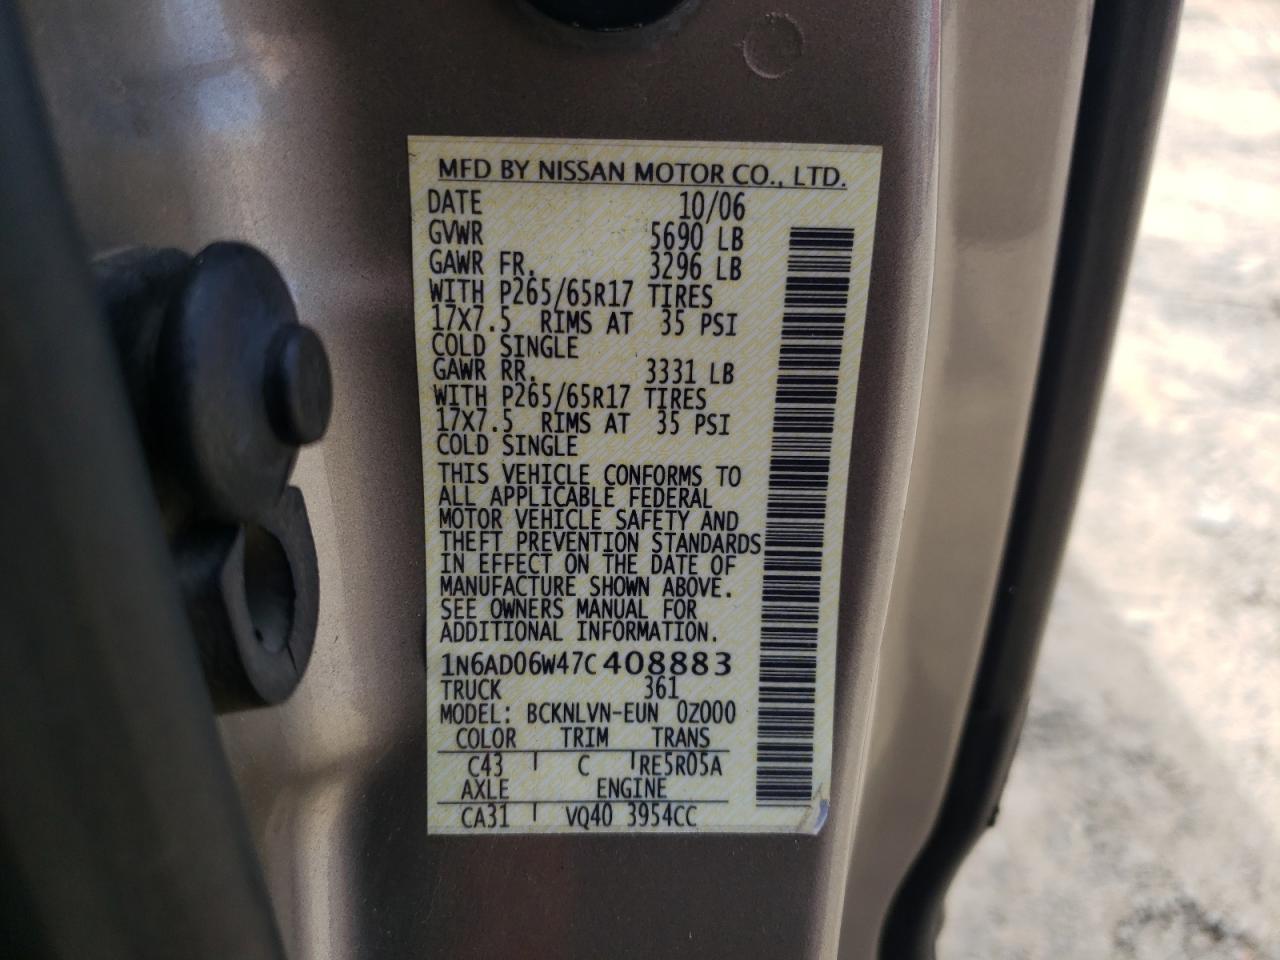 MFD BY NISSAN MOTOR CO., LTD.
DATE 10/06
GVWR 5690 LB
GAWR FR. 3296 LB
WITH P265/65R17 TIRES
17X7.5 RIMS AT 35 PSI
COLD SINGLE
GAWR RR. 3331 LB
WITH P265/65R17 TIRES
17X7.5 RIMS AT 35 PSI
COLD SINGLE
THIS VEHICLE CONFORMS TO
ALL APPLICABLE FEDERAL
MOTOR VEHICLE SAFETY AND
THEFT PREVENTION STANDARDS
IN EFFECT ON THE DATE OF
MANUFACTURE SHOWN ABOVE.
SEE OWNERS MANUAL FOR
ADDITIONAL INFORMATION.
1N6AD06W47C408883
TRUCK 361
MODEL: BCKNLVN-EUN 0Z000
COLOR TRIM TRANS
C43 C RE5R05A
AXLE ENGINE
CA31 VQ40 3954CC